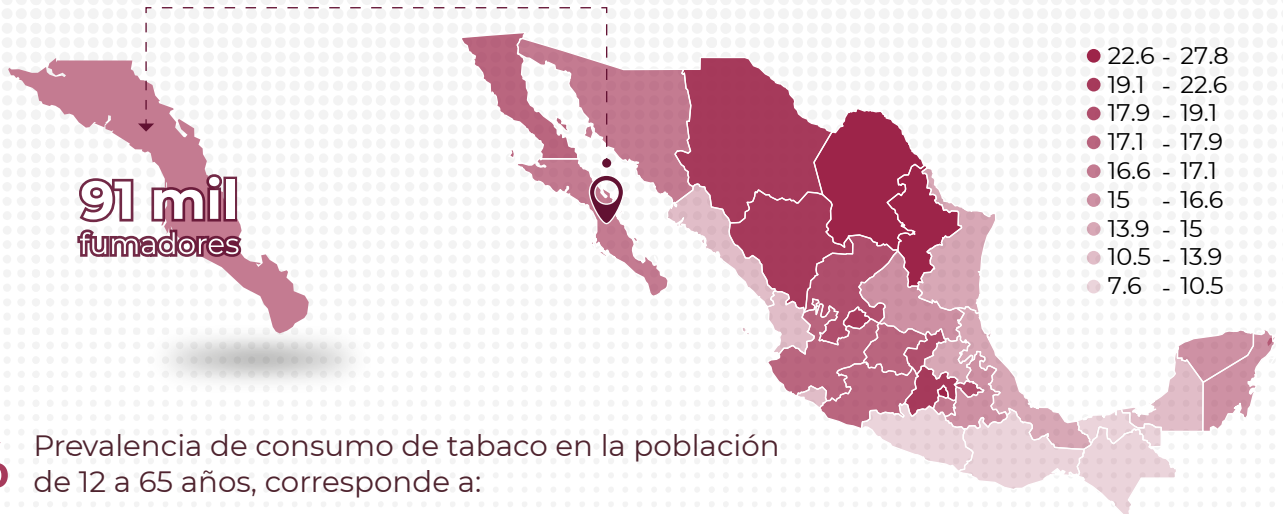 91 mil
fumadores
22.6 - 27.8
19.1 - 22.6
17.9 - 19.1
17.1 - 17.9
16.6 - 17.1
15 - 16.6
13.9 - 15
10.5 - 13.9
7.6 - 10.5
Prevalencia de consumo de tabaco en la población
de 12 a 65 años, corresponde a: